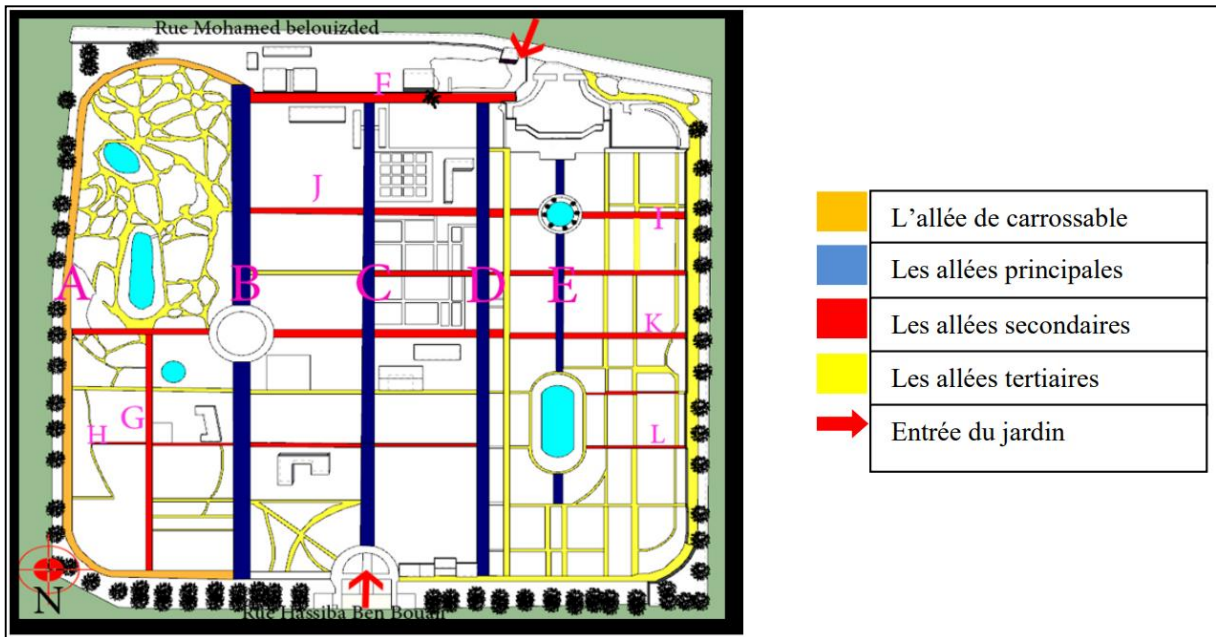 Rue Mohamed belouizded
F
J
I
A B C D E
K
G
H
L
N
Rue Hassiba Ben Bouali
L’allée de carrossable
Les allées principales
Les allées secondaires
Les allées tertiaires
Entrée du jardin